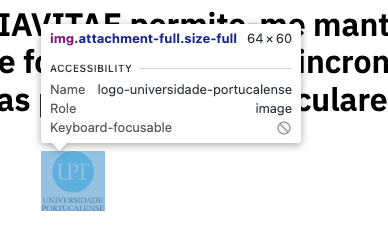 IAVITAE permite-me mant
img.attachment-full.size-full 64 × 60
ACCESSIBILITY
Name logo-universidade-portucalense
Role image
Keyboard-focusable
incron
as
culare
UPT
UNIVERSIDADE
PORTUCALENSE